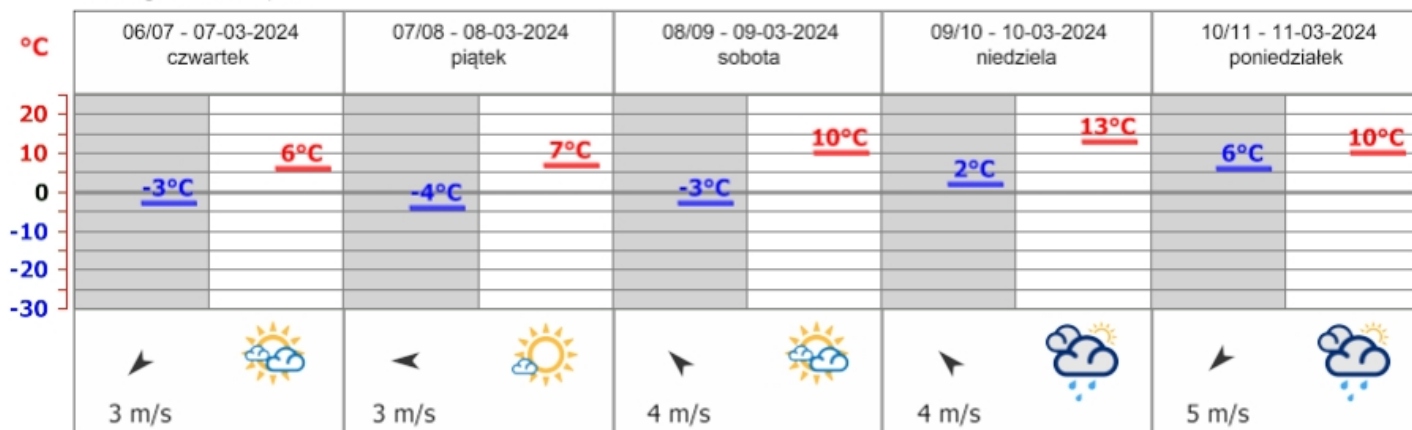 °C
06/07 - 07-03-2024
czwartek
07/08 - 08-03-2024
piątek
08/09 - 09-03-2024
sobota
09/10 - 10-03-2024
niedziela
10/11 - 11-03-2024
poniedziałek
20
10
0
-10
-20
-30
-3°C
6°C
-4°C
7°C
-3°C
10°C
2°C
13°C
6°C
10°C
3 m/s
3 m/s
4 m/s
4 m/s
5 m/s